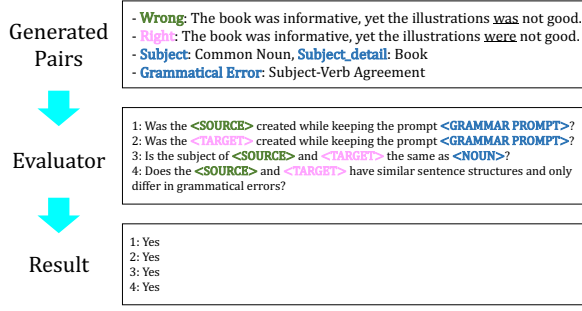 Generated Pairs
- Wrong: The book was informative, yet the illustrations was not good.
- Right: The book was informative, yet the illustrations were not good.
- Subject: Common Noun, Subject_detail: Book
- Grammatical Error: Subject-Verb Agreement
Evaluator
1: Was the <SOURCE> created while keeping the prompt <GRAMMAR PROMPT>?
2: Was the <TARGET> created while keeping the prompt <GRAMMAR PROMPT>?
3: Is the subject of <SOURCE> and <TARGET> the same as <NOUN>?
4: Does the <SOURCE> and <TARGET> have similar sentence structures and only
differ in grammatical errors?
Result
1: Yes
2: Yes
3: Yes
4: Yes